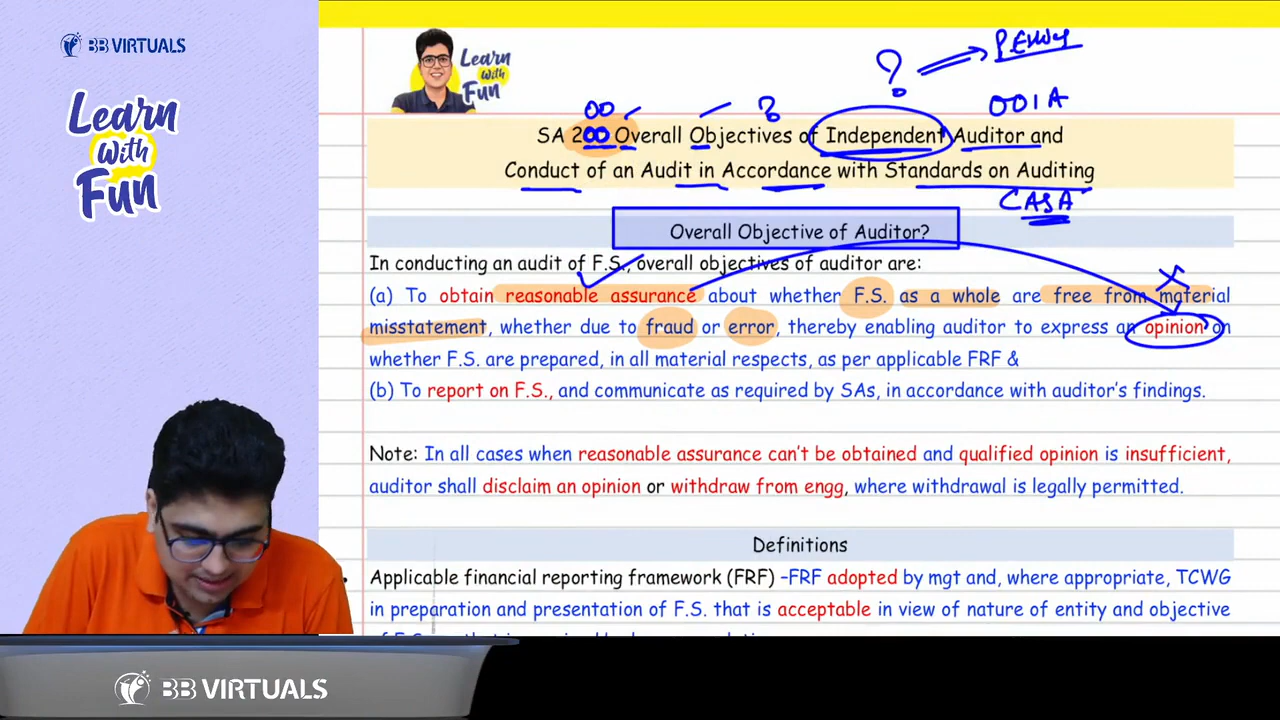 BB VIRTUALS
Learn
With
Fun
Learn
With
Fun
?
00
001A
SA 200 Overall Objectives of Independent Auditor and
Conduct of an Audit in Accordance with Standards on Auditing
CASA
Overall Objective of Auditor?
In conducting an audit of F.S., overall objectives of auditor are:
(a) To obtain reasonable assurance about whether F.S. as a whole are free from material
misstatement, whether due to fraud or error, thereby enabling auditor to express an opinion on
whether F.S. are prepared, in all material respects, as per applicable FRF &
(b) To report on F.S., and communicate as required by SAs, in accordance with auditor's findings.
Note: In all cases when reasonable assurance can't be obtained and qualified opinion is insufficient,
auditor shall disclaim an opinion or withdraw from engg, where withdrawal is legally permitted.
Definitions
Applicable financial reporting framework (FRF) –FRF adopted by mgt and, where appropriate, TCWG
in preparation and presentation of F.S. that is acceptable in view of nature of entity and objective
BB VIRTUALS